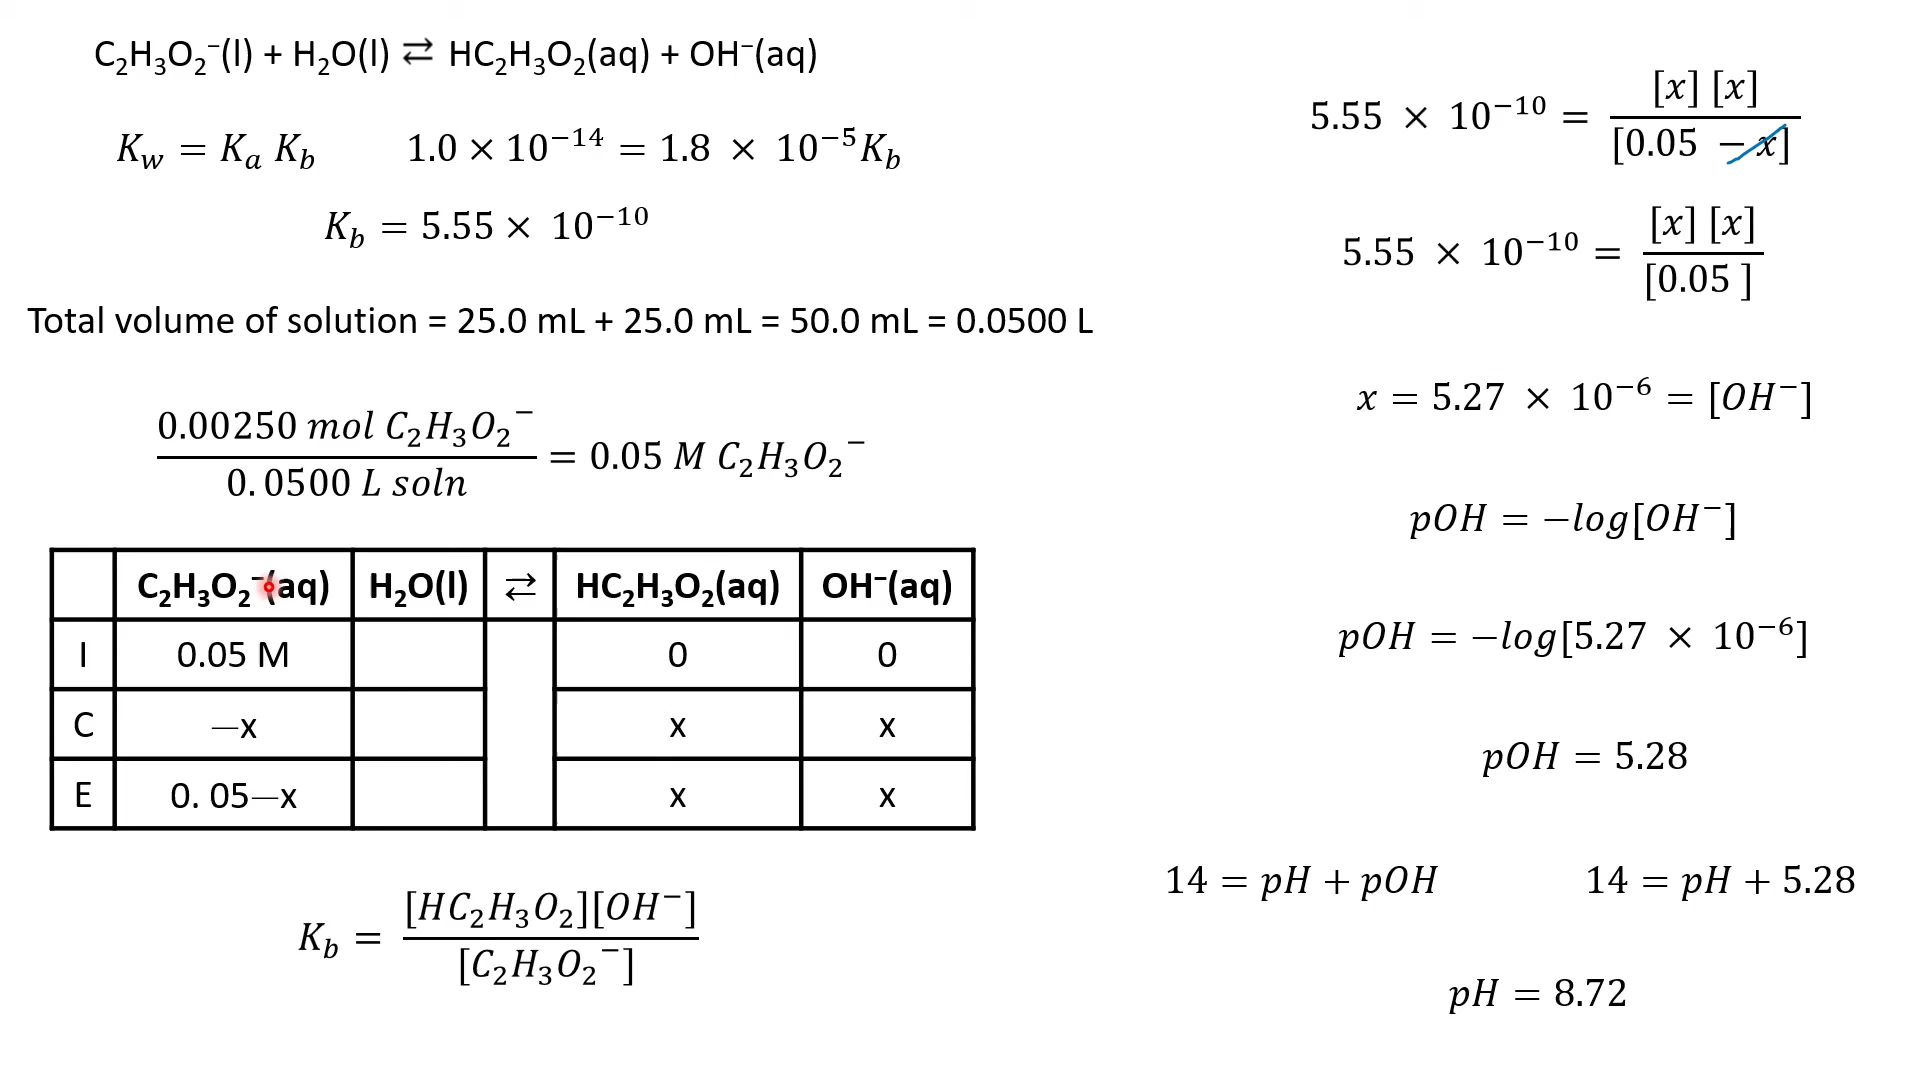 C₂H₃O₂⁻(l) + H₂O(l) ⇄ HC₂H₃O₂(aq) + OH⁻(aq)
K_w = K_a K_b 1.0 × 10⁻¹⁴ = 1.8 × 10⁻⁵K_b
K_b = 5.55 × 10⁻¹⁰
Total volume of solution = 25.0 mL + 25.0 mL = 50.0 mL = 0.0500 L
0.00250 mol C₂H₃O₂⁻
0.0500 L soln
= 0.05 M C₂H₃O₂⁻
C₂H₃O₂⁻(aq) H₂O(l) ⇄ HC₂H₃O₂(aq) OH⁻(aq)
I 0.05 M 0 0
C —x x x
E 0. 05—x x x
K_b = [HC₂H₃O₂][OH⁻]
[C₂H₃O₂⁻]
5.55 × 10⁻¹⁰ = [x] [x]
[0.05 − x]
5.55 × 10⁻¹⁰ = [x] [x]
[0.05 ]
x = 5.27 × 10⁻⁶ = [OH⁻]
pOH = −log[OH⁻]
pOH = −log[5.27 × 10⁻⁶]
pOH = 5.28
14 = pH + pOH 14 = pH + 5.28
pH = 8.72